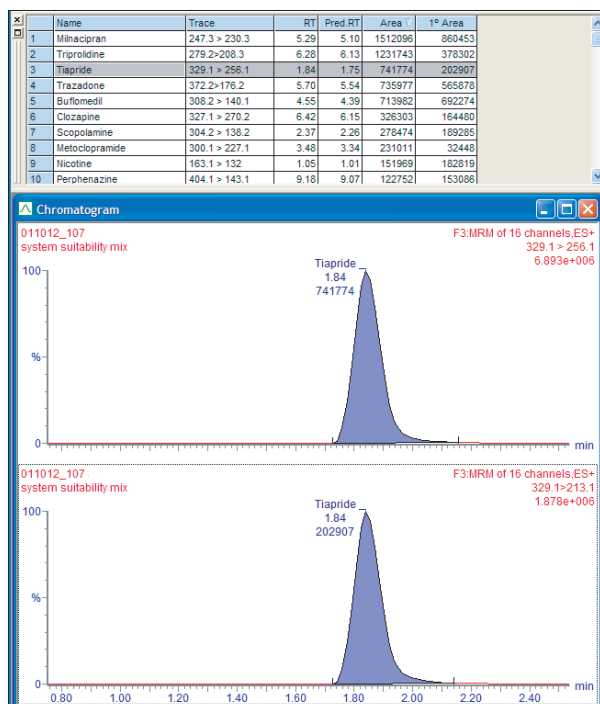 Name Trace RT Pred.RT Area 1º Area
1 Milnacipran 247.3 > 230.3 5.29 5.10 1512096 860453
2 Triprolidine 279.2>208.3 6.28 6.13 1231743 378302
3 Tiapride 329.1 > 256.1 1.84 1.75 741774 202907
4 Trazadone 372.2>176.2 5.70 5.54 735977 565878
5 Buflomedil 308.2 > 140.1 4.55 4.39 713982 692274
6 Clozapine 327.1 > 270.2 6.42 6.15 326303 164480
7 Scopolamine 304.2 > 138.2 2.37 2.26 278474 189285
8 Metoclopramide 300.1 > 227.1 3.48 3.34 231011 32448
9 Nicotine 163.1 > 132 1.05 1.01 151969 182819
10 Perphenazine 404.1 > 143.1 9.18 9.07 122752 153086
Chromatogram
011012_107 F3:MRM of 16 channels,ES+
system suitability mix 329.1 > 256.1
6.893e+006
Tiapride
1.84
741774
100
%
0
min
011012_107 F3:MRM of 16 channels,ES+
system suitability mix 329.1>213.1
1.878e+006
Tiapride
1.84
202907
100
%
0
min
0.80 1.00 1.20 1.40 1.60 1.80 2.00 2.20 2.40